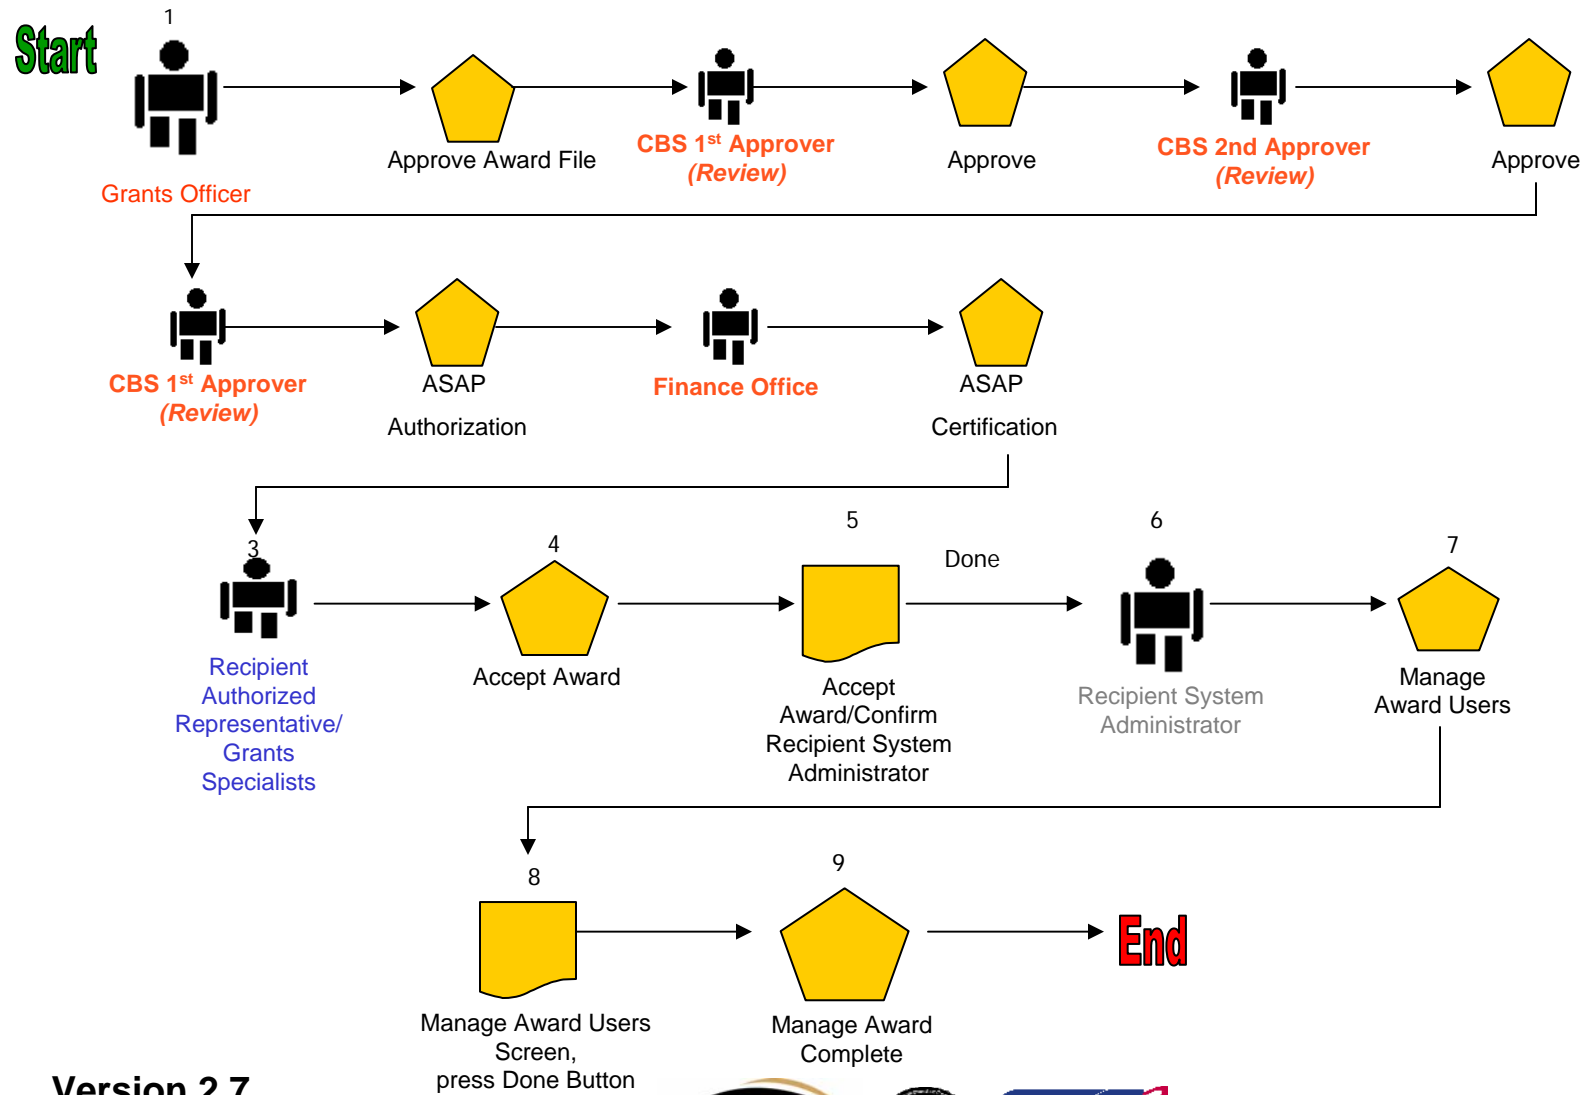 1
Start
Approve Award File
CBS 1st Approver
(Review)
Approve
CBS 2nd Approver
(Review)
Approve
Grants Officer
CBS 1st Approver
(Review)
ASAP
Authorization
Finance Office
ASAP
Certification
3
Recipient
Authorized
Representative/
Grants
Specialists
4
Accept Award
5
Accept
Award/Confirm
Recipient System
Administrator
Done
6
Recipient System
Administrator
7
Manage
Award Users
8
Manage Award Users
Screen,
press Done Button
9
Manage Award
Complete
End
Version 2.7